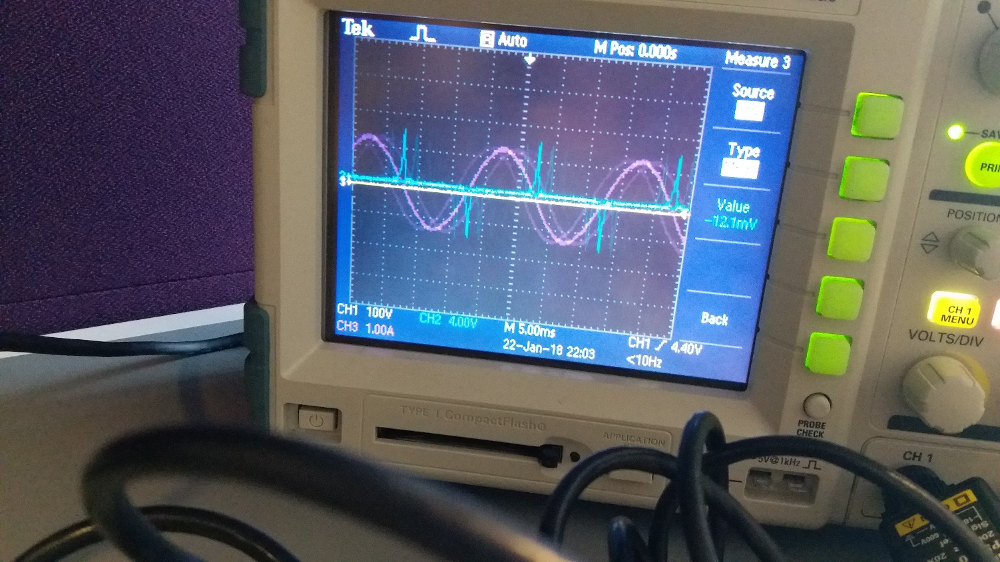 Tek Auto M Pos: 0.000s
Measure 3
Source
Type
Value
-12.1mV
Back
CH1 100V CH2 4.00V M 5.00ms CH1 4.40V
CH3 1.00A 22-Jan-18 22:03 <10Hz
POSITION
CH 1
MENU
VOLTS/DIV
PROBE
CHECK
TYPE I CompactFlash®
APPLICATION
5V@1kHz
CH 1
600V